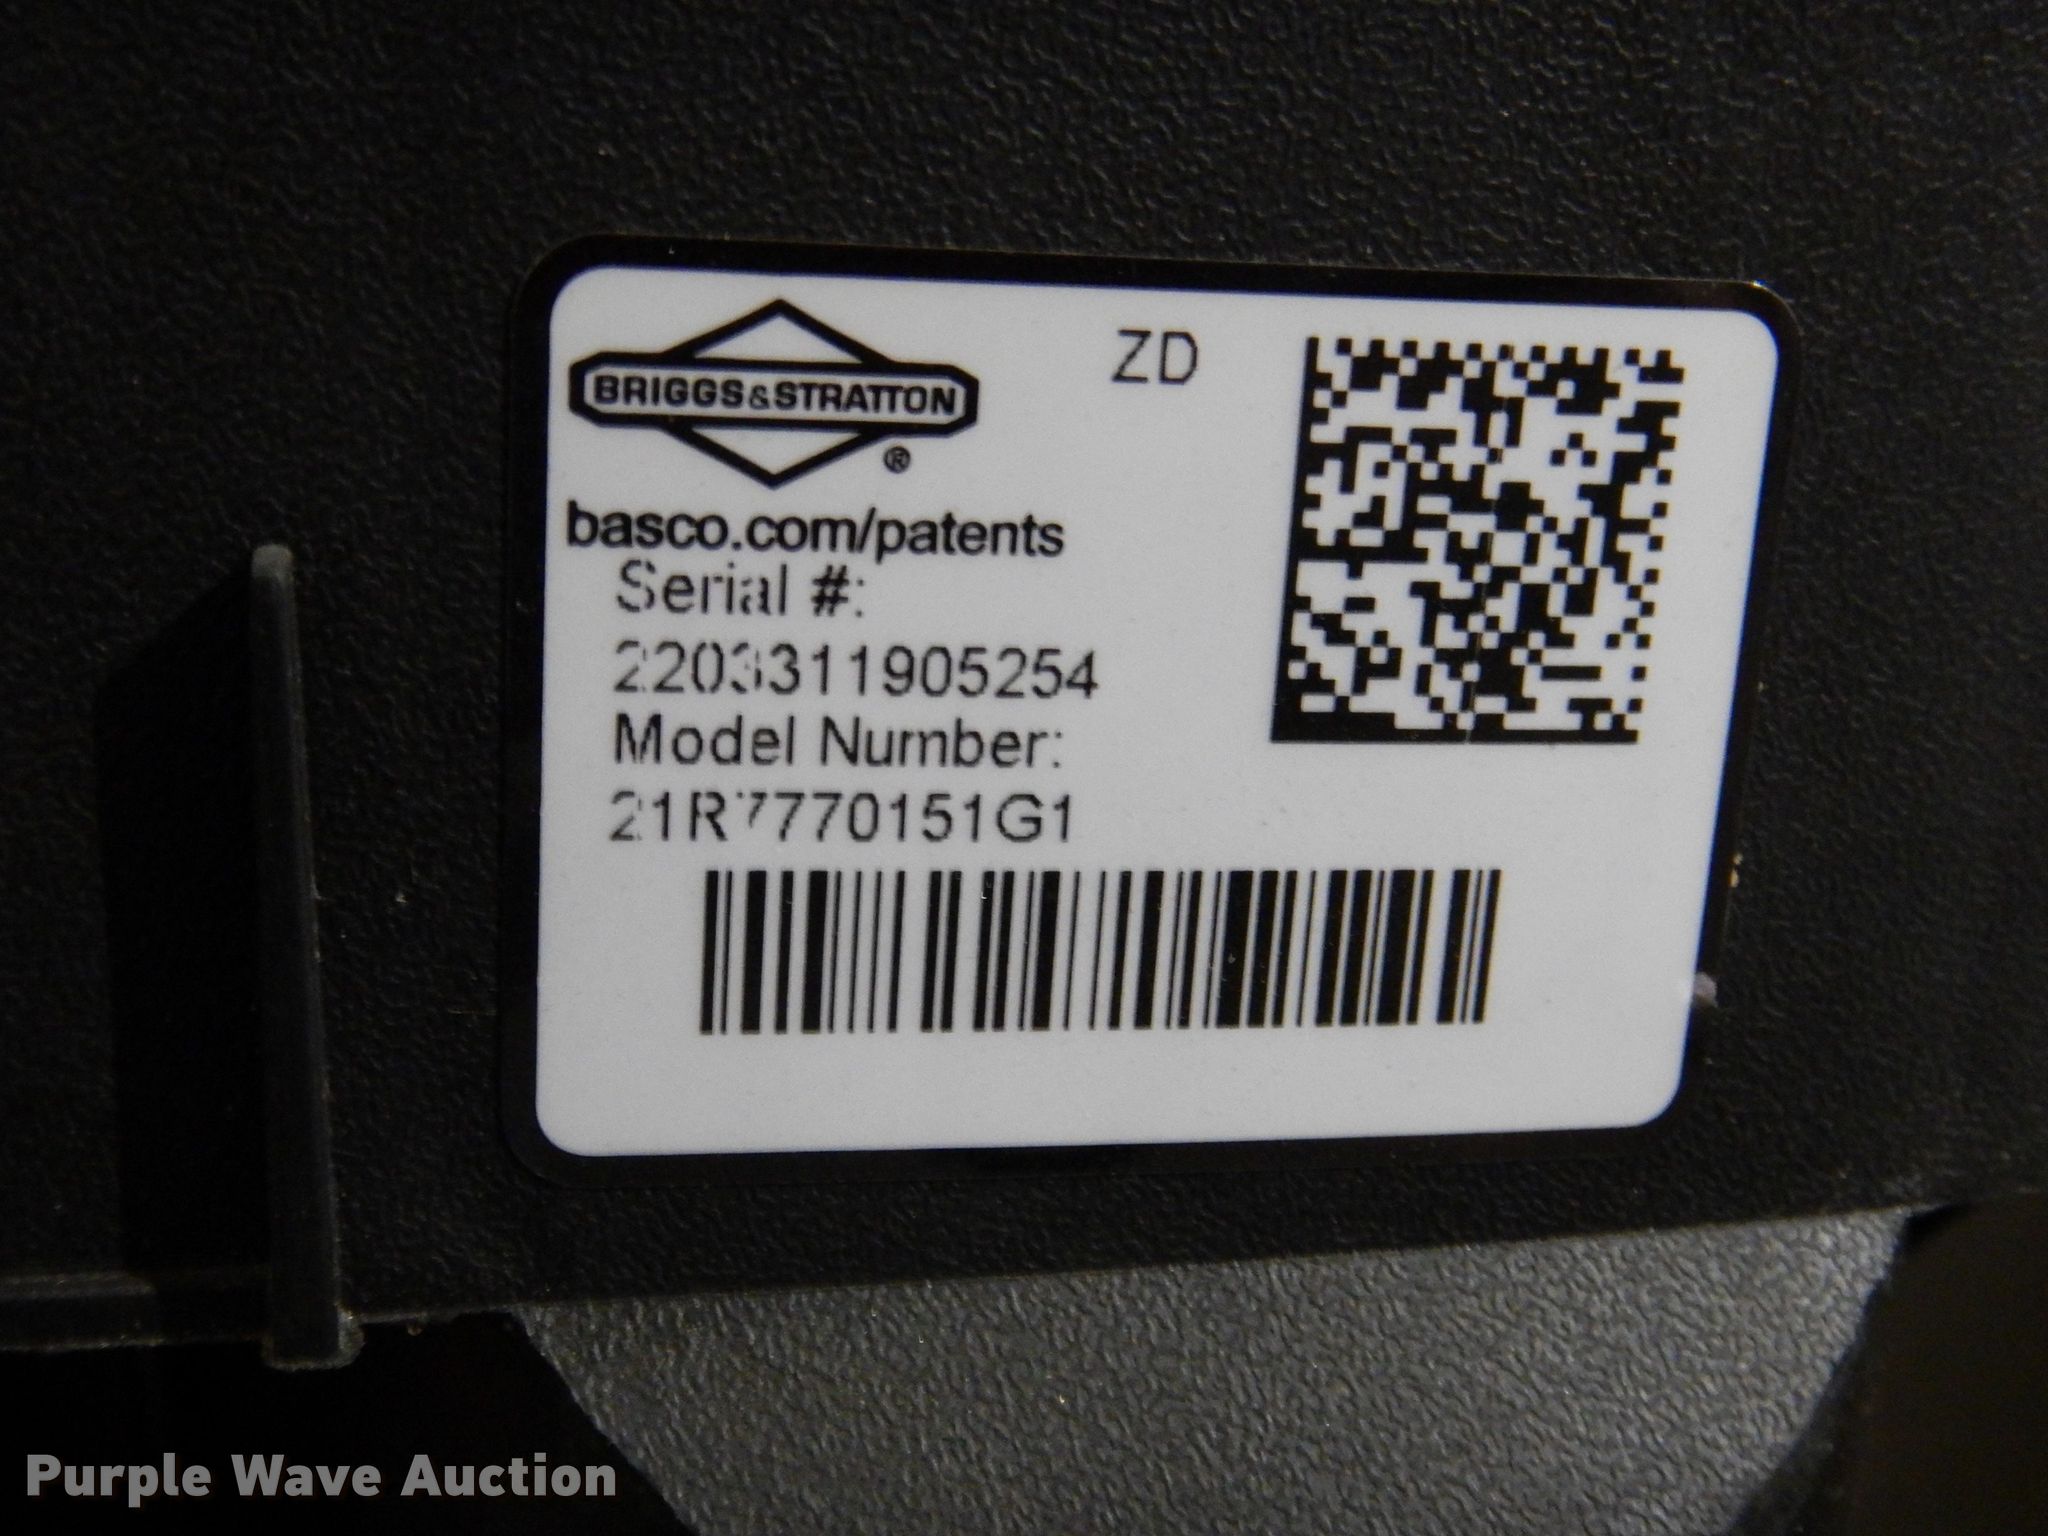 BRIGGS&STRATTON
®
ZD
basco.com/patents
Serial #:
2203311905254
Model Number:
21R7770151G1
Purple Wave Auction